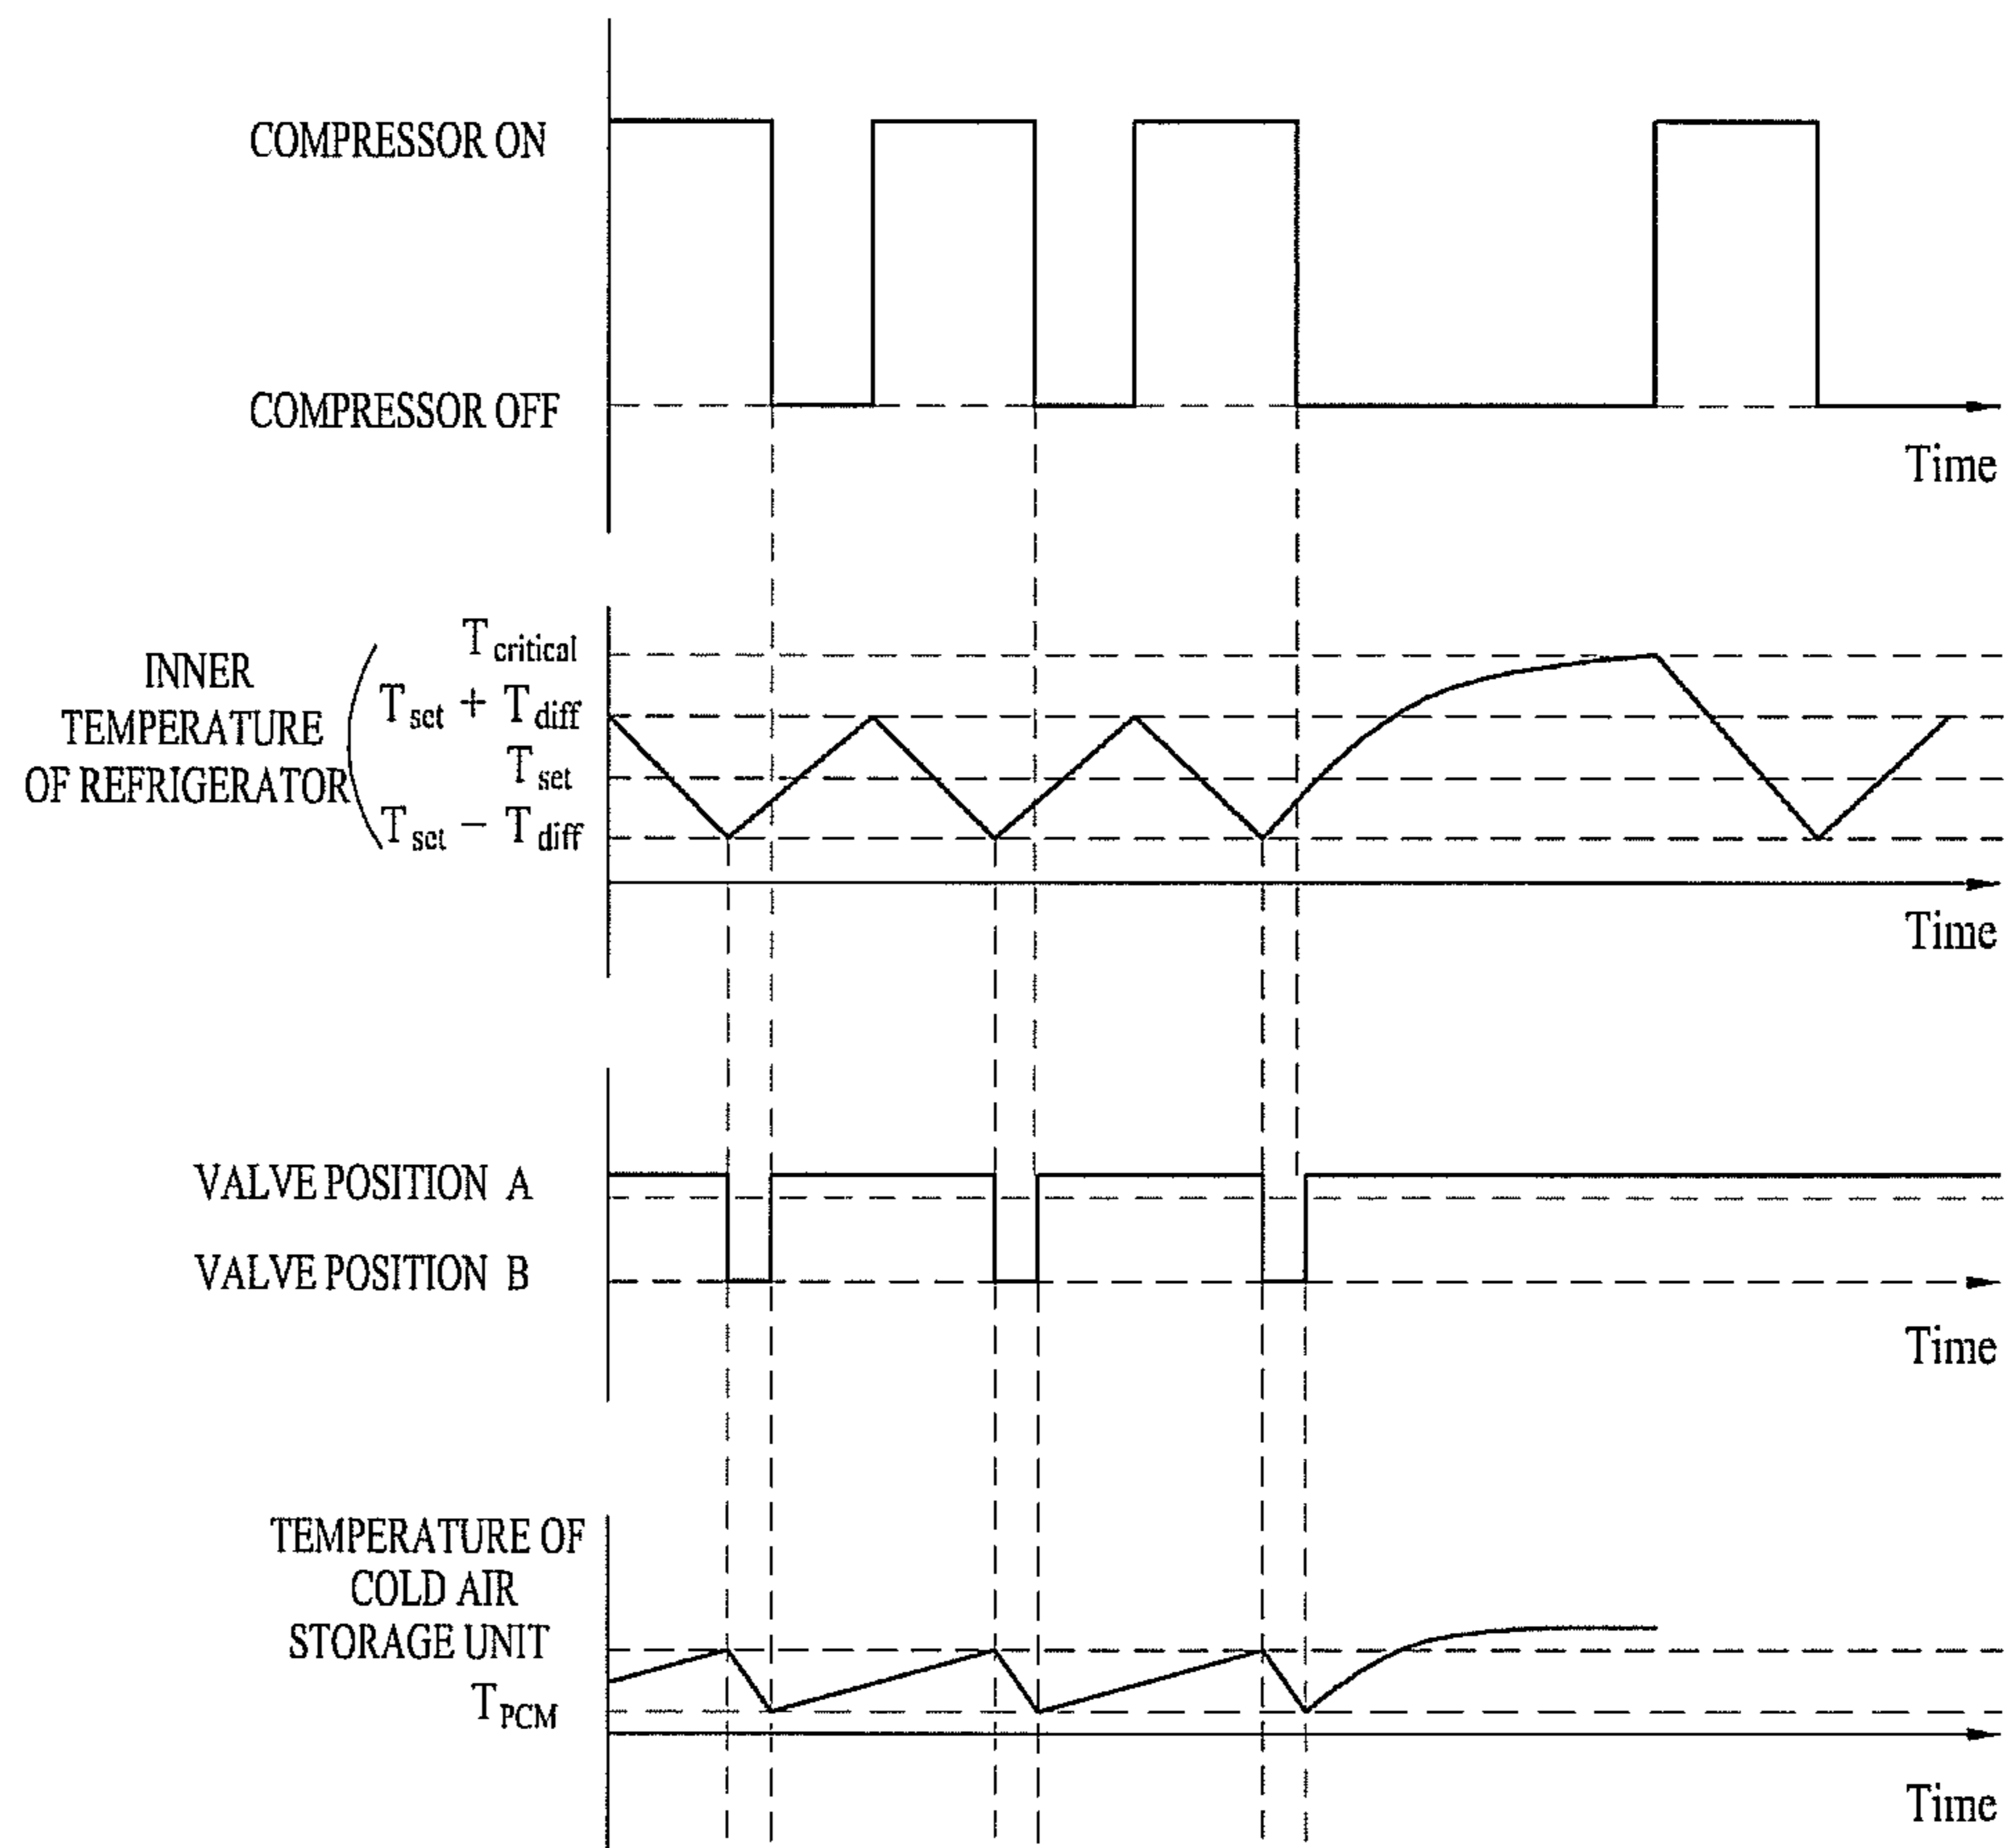 COMPRESSOR ON
COMPRESSOR OFF
Time
INNER
TEMPERATURE
OF REFRIGERATOR
T critical
T set + T diff
T set
T set − T diff
Time
VALVE POSITION A
VALVE POSITION B
Time
TEMPERATURE OF
COLD AIR
STORAGE UNIT
T PCM
Time